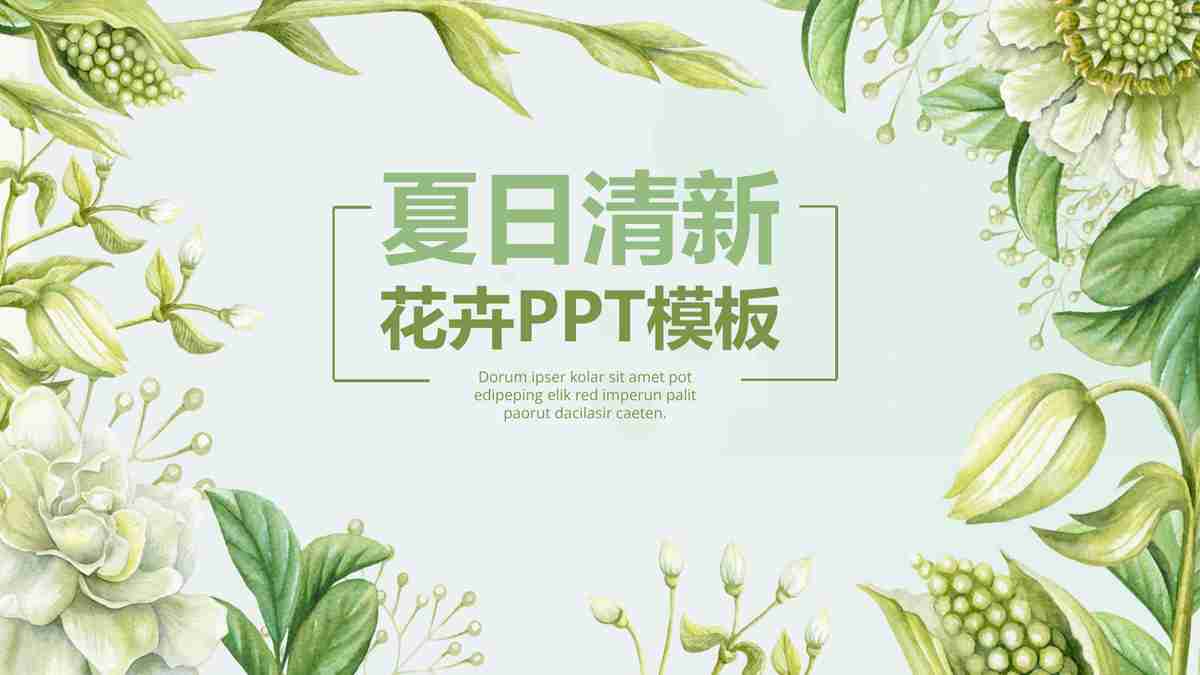 夏日清新
花卉PPT模板
Dorum ipser kolar sit amet pot
edipeping elik red imperun palit
paorut dacilasir caeten.